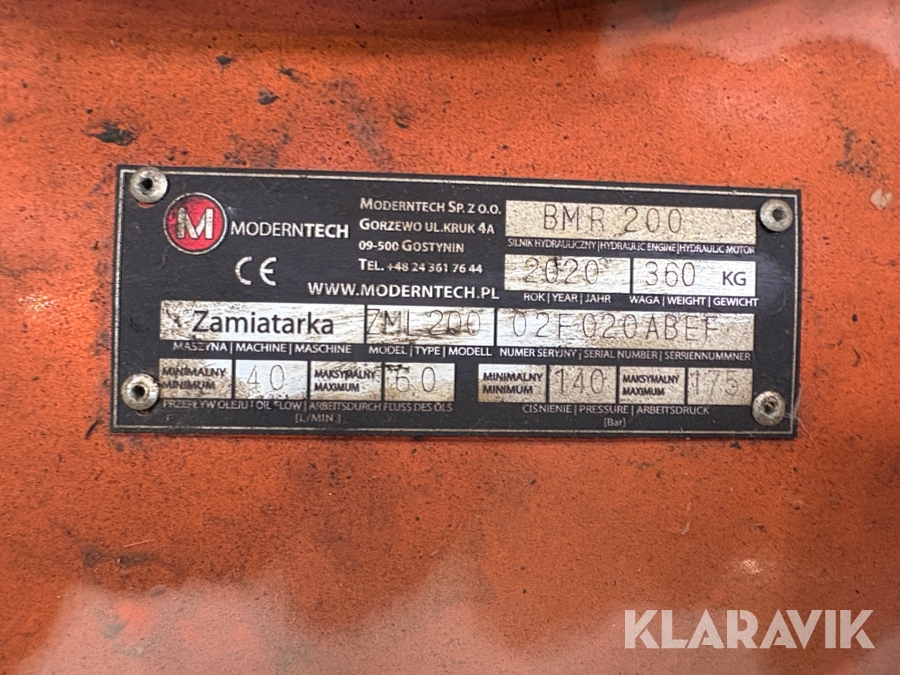 M MODERNTECH
MODERNTECH SP. Z O.O.
GORZEWO UL.KRUK 4A
09-500 GOSTYNIN
TEL. +48 24 361 76 44
WWW.MODERNTECH.PL
CE
BMR 200
SILNIK HYDRAULICZNY|HYDRAULIC ENGINE|HYDRAULIC MOTOR
2020 360 KG
ROK | YEAR | JAHR WAGA | WEIGHT | GEWICHT
Zamiatarka ZML 200 02F020ABEF
MASZYNA | MACHINE | MASCHINE MODEL | TYPE | MODELL NUMER SERYJNY | SERIAL NUMBER | SERSIENNUMMNER
MINIMALNY MINIMUM 40 MAKSYMALNY MAXIMUM 60 MINIMALNY MINIMUM 140 MAKSYMALNY MAXIMUM 175
PRZEPŁYW OLEJU | OIL FLOW | ARBEITSDURCH FLUSS DES ÖLS CIŚNIENIE | PRESSURE | ARBEITSDRUCK
[L/MIN.] [Bar]
KLARAVIK